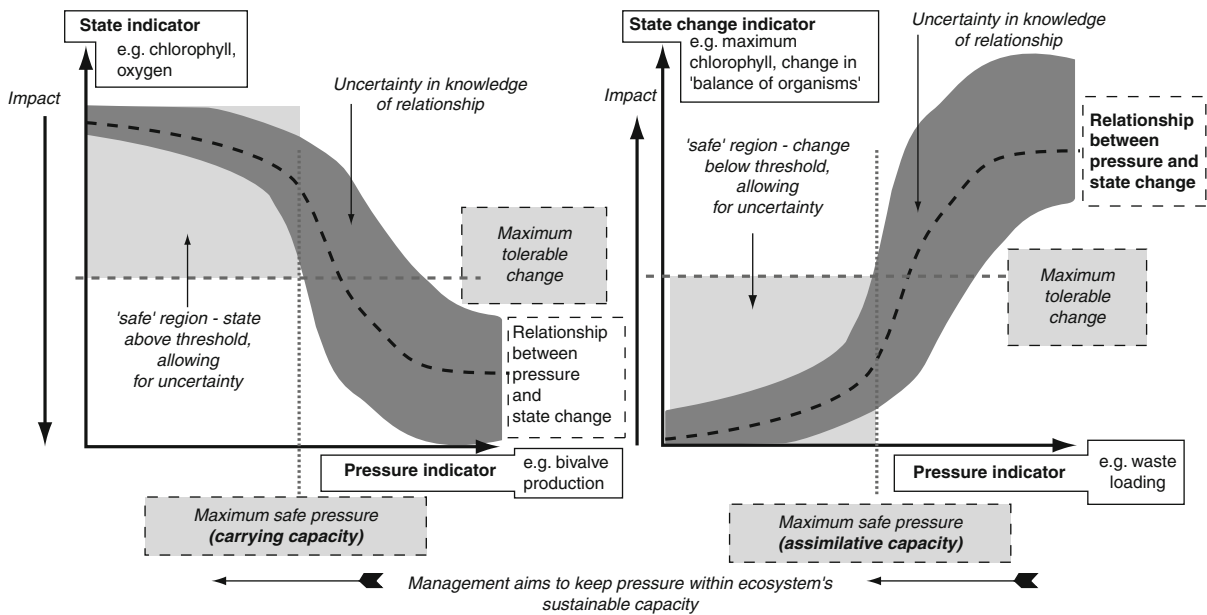 State indicator
e.g. chlorophyll,
oxygen
Impact
Uncertainty in knowledge
of relationship
Maximum
tolerable
change
'safe' region - state
above threshold,
allowing
for uncertainty
Relationship
between
pressure
and
state change
Pressure indicator
e.g. bivalve
production
Maximum safe pressure
(carrying capacity)
State change indicator
e.g. maximum
chlorophyll, change in
'balance of organisms'
Uncertainty in knowledge
of relationship
Impact
'safe' region - change
below threshold,
allowing
for uncertainty
Relationship
between
pressure and
state change
Maximum
tolerable
change
Pressure indicator
e.g. waste
loading
Maximum safe pressure
(assimilative capacity)
Management aims to keep pressure within ecosystem's
sustainable capacity